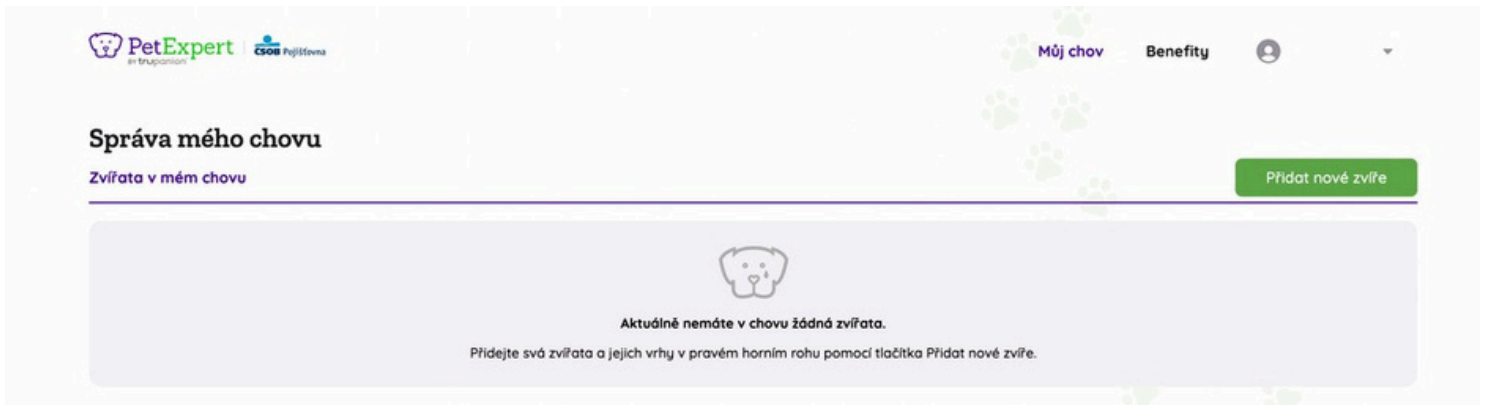 PetExpert
BY trupanion
ČSOB Pojišťovna
Můj chov
Benefity
Správa mého chovu
Zvířata v mém chovu
Přidat nové zvíře
Aktuálně nemáte v chovu žádná zvířata.
Přidejte svá zvířata a jejich vrhy v pravém horním rohu pomocí tlačítka Přidat nové zvíře.